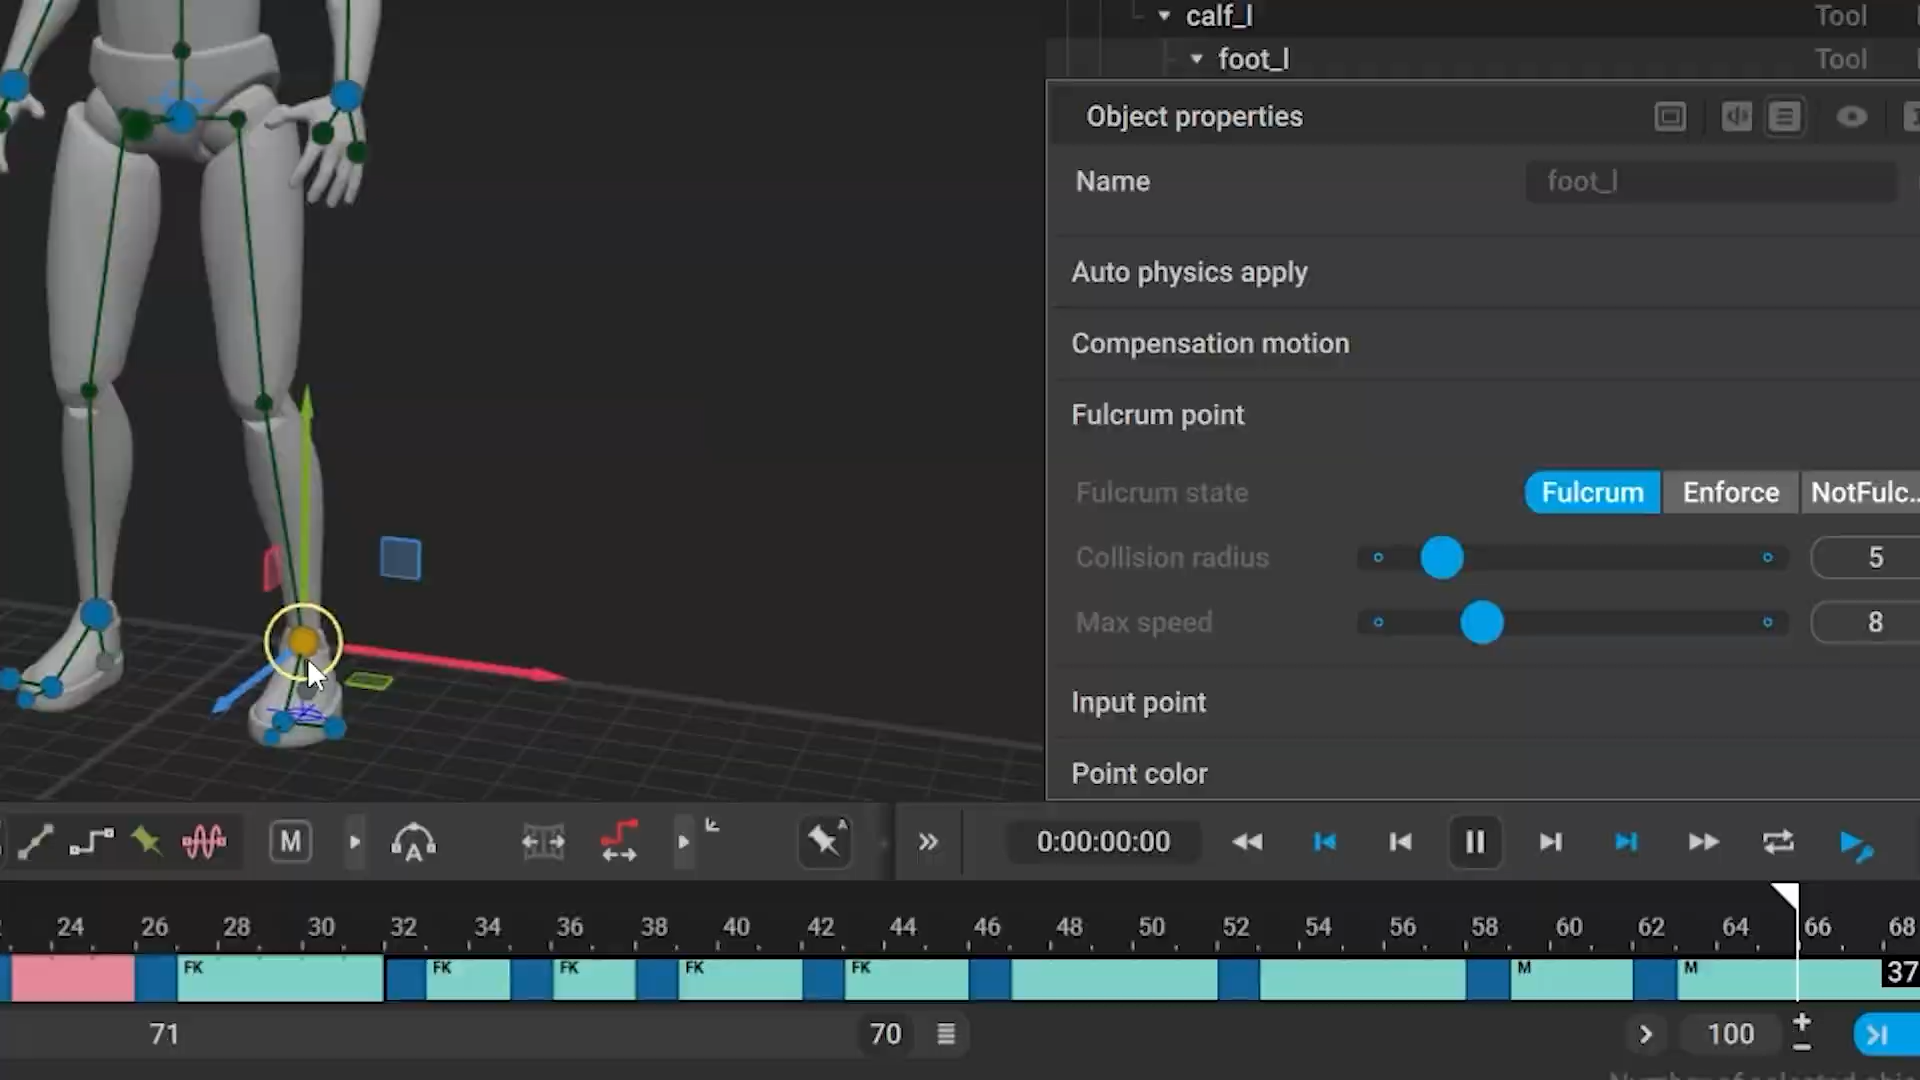 calf_l Tool
foot_l Tool
Object properties
Name foot_l
Auto physics apply
Compensation motion
Fulcrum point
Fulcrum state Fulcrum Enforce NotFulc...
Collision radius 5
Max speed 8
Input point
Point color
M A A 0:00:00:00
24 26 28 30 32 34 36 38 40 42 44 46 48 50 52 54 56 58 60 62 64 66 68
FK FK FK FK FK M M 37
71 70 100